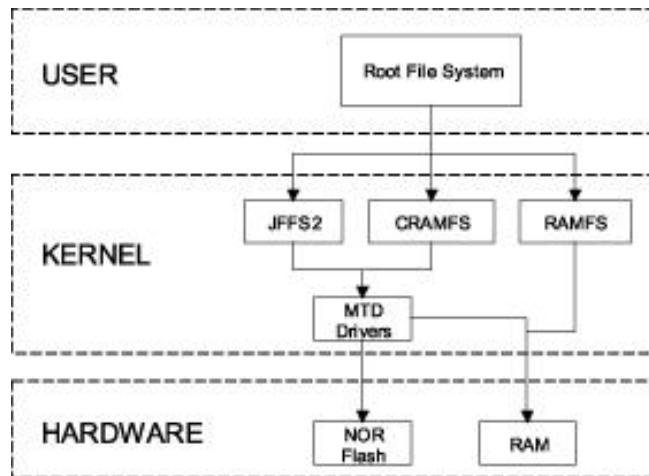 USER
Root File System
KERNEL
JFFS2
CRAMFS
RAMFS
MTD
Drivers
HARDWARE
NOR
Flash
RAM